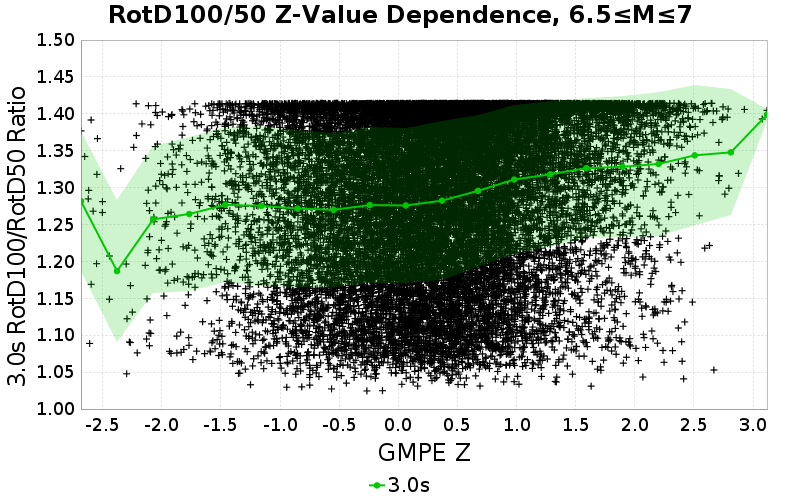 RotD100/50 Z-Value Dependence, 6.5≤M≤7
3.0s RotD100/RotD50 Ratio
1.50
1.45
1.40
1.35
1.30
1.25
1.20
1.15
1.10
1.05
1.00
-2.5 -2.0 -1.5 -1.0 -0.5 0.0 0.5 1.0 1.5 2.0 2.5 3.0
GMPE Z
3.0s